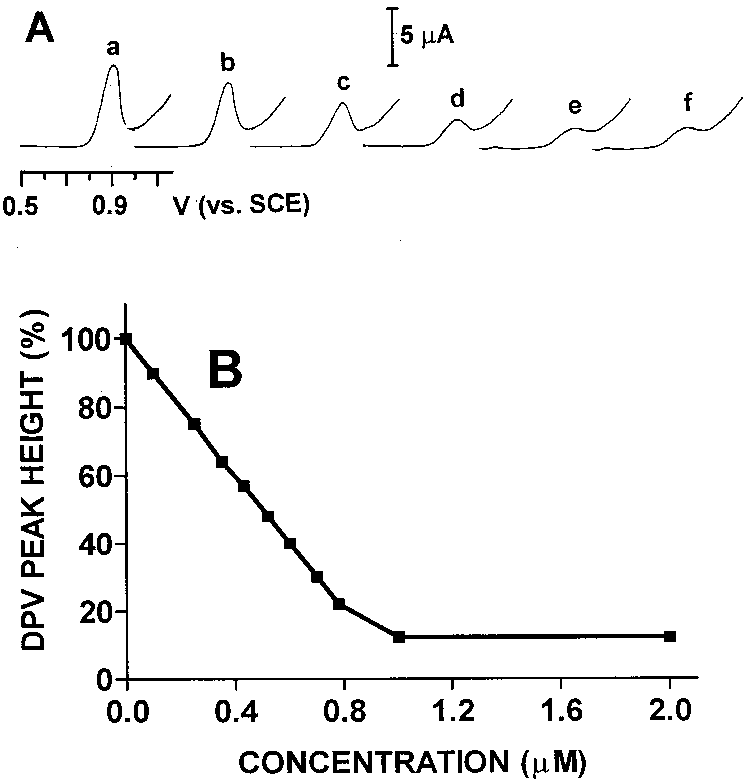 A
5 μA
a b c d e f
0.5 0.9 V (vs. SCE)
B
DPV PEAK HEIGHT (%)
100
80
60
40
20
0
0.0 0.4 0.8 1.2 1.6 2.0
CONCENTRATION (μM)